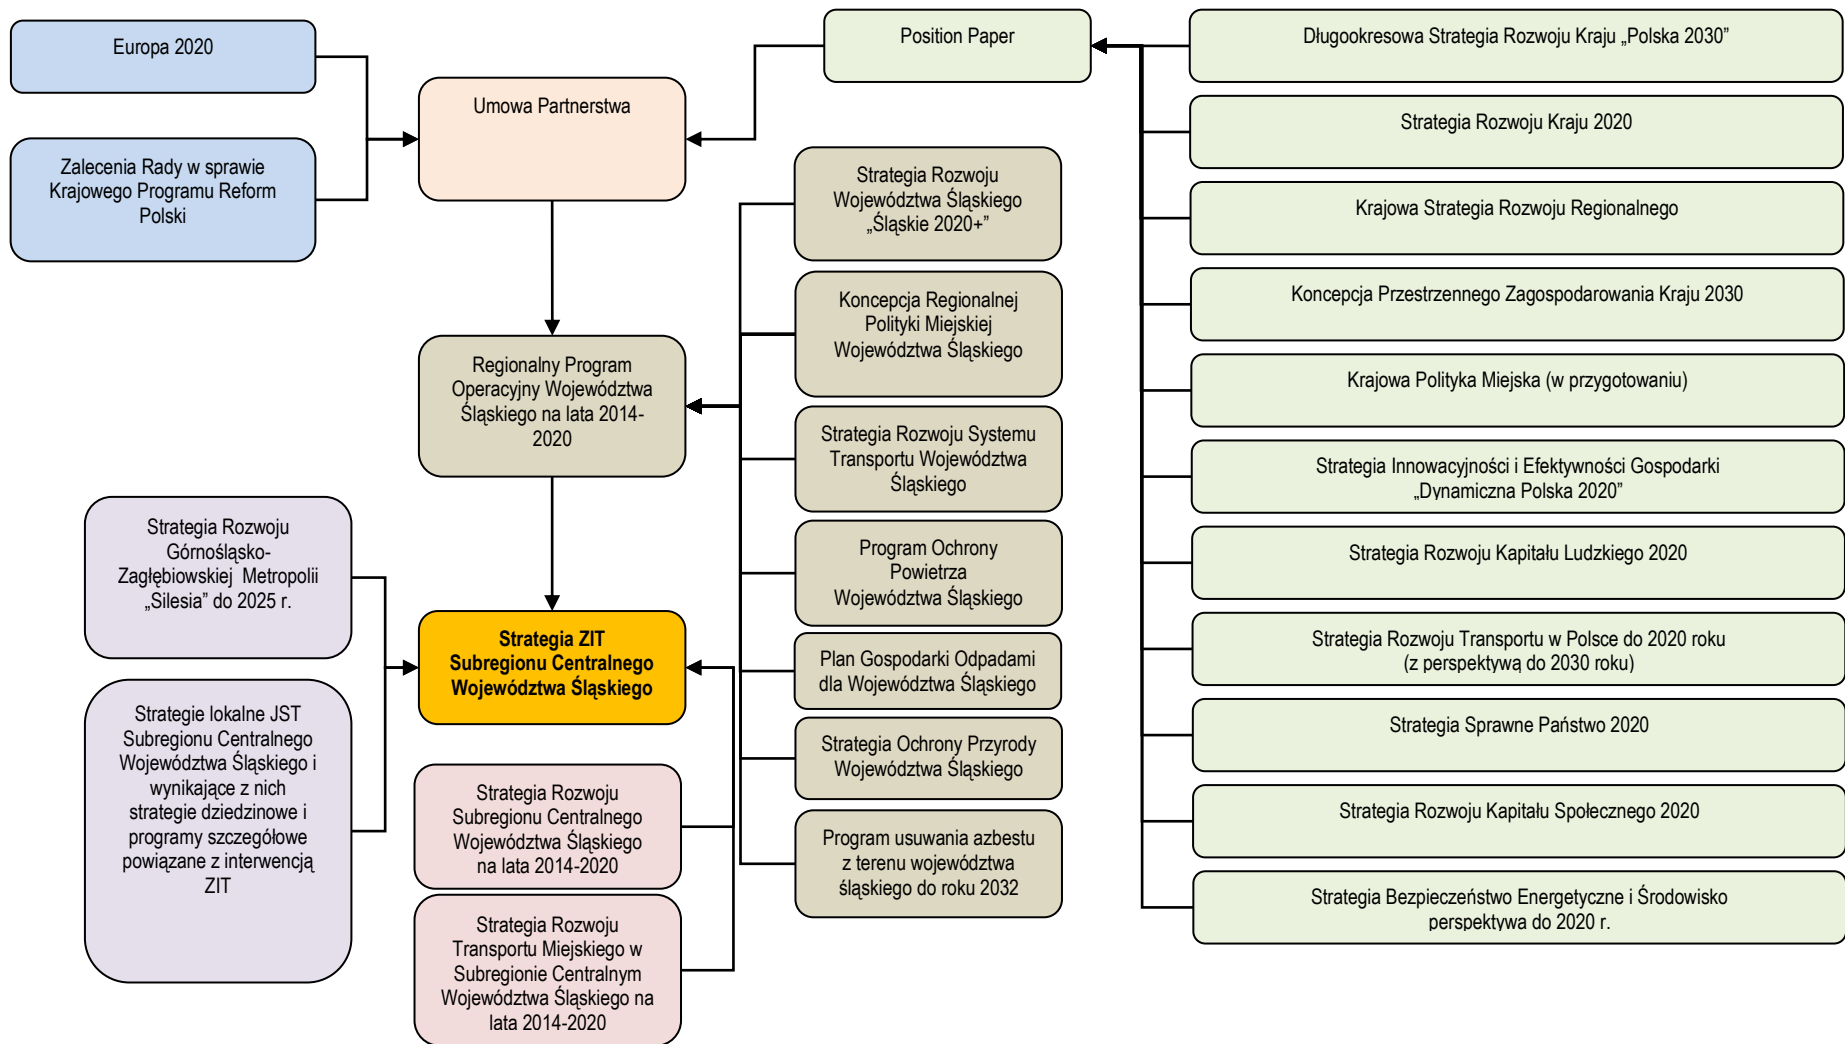 Europa 2020
Zalecenia Rady w sprawie
Krajowego Programu Reform
Polski
Umowa Partnerstwa
Position Paper
Regionalny Program
Operacyjny Województwa
Śląskiego na lata 2014-
2020
Strategia Rozwoju
Górnośląsko-
Zagłębiowskiej Metropolii
„Silesia” do 2025 r.
Strategie lokalne JST
Subregionu Centralnego
Województwa Śląskiego i
wynikające z nich
strategie dziedzinowe i
programy szczegółowe
powiązane z interwencją
ZIT
Strategia ZIT
Subregionu Centralnego
Województwa Śląskiego
Strategia Rozwoju
Subregionu Centralnego
Województwa Śląskiego
na lata 2014-2020
Strategia Rozwoju
Transportu Miejskiego w
Subregionie Centralnym
Województwa Śląskiego na
lata 2014-2020
Strategia Rozwoju
Województwa Śląskiego
„Śląskie 2020+”
Koncepcja Regionalnej
Polityki Miejskiej
Województwa Śląskiego
Strategia Rozwoju Systemu
Transportu Województwa
Śląskiego
Program Ochrony
Powietrza
Województwa Śląskiego
Plan Gospodarki Odpadami
dla Województwa Śląskiego
Strategia Ochrony Przyrody
Województwa Śląskiego
Program usuwania azbestu
z terenu województwa
śląskiego do roku 2032
Długookresowa Strategia Rozwoju Kraju „Polska 2030”
Strategia Rozwoju Kraju 2020
Krajowa Strategia Rozwoju Regionalnego
Koncepcja Przestrzennego Zagospodarowania Kraju 2030
Krajowa Polityka Miejska (w przygotowaniu)
Strategia Innowacyjności i Efektywności Gospodarki
„Dynamiczna Polska 2020”
Strategia Rozwoju Kapitału Ludzkiego 2020
Strategia Rozwoju Transportu w Polsce do 2020 roku
(z perspektywą do 2030 roku)
Strategia Sprawne Państwo 2020
Strategia Rozwoju Kapitału Społecznego 2020
Strategia Bezpieczeństwo Energetyczne i Środowisko
perspektywa do 2020 r.